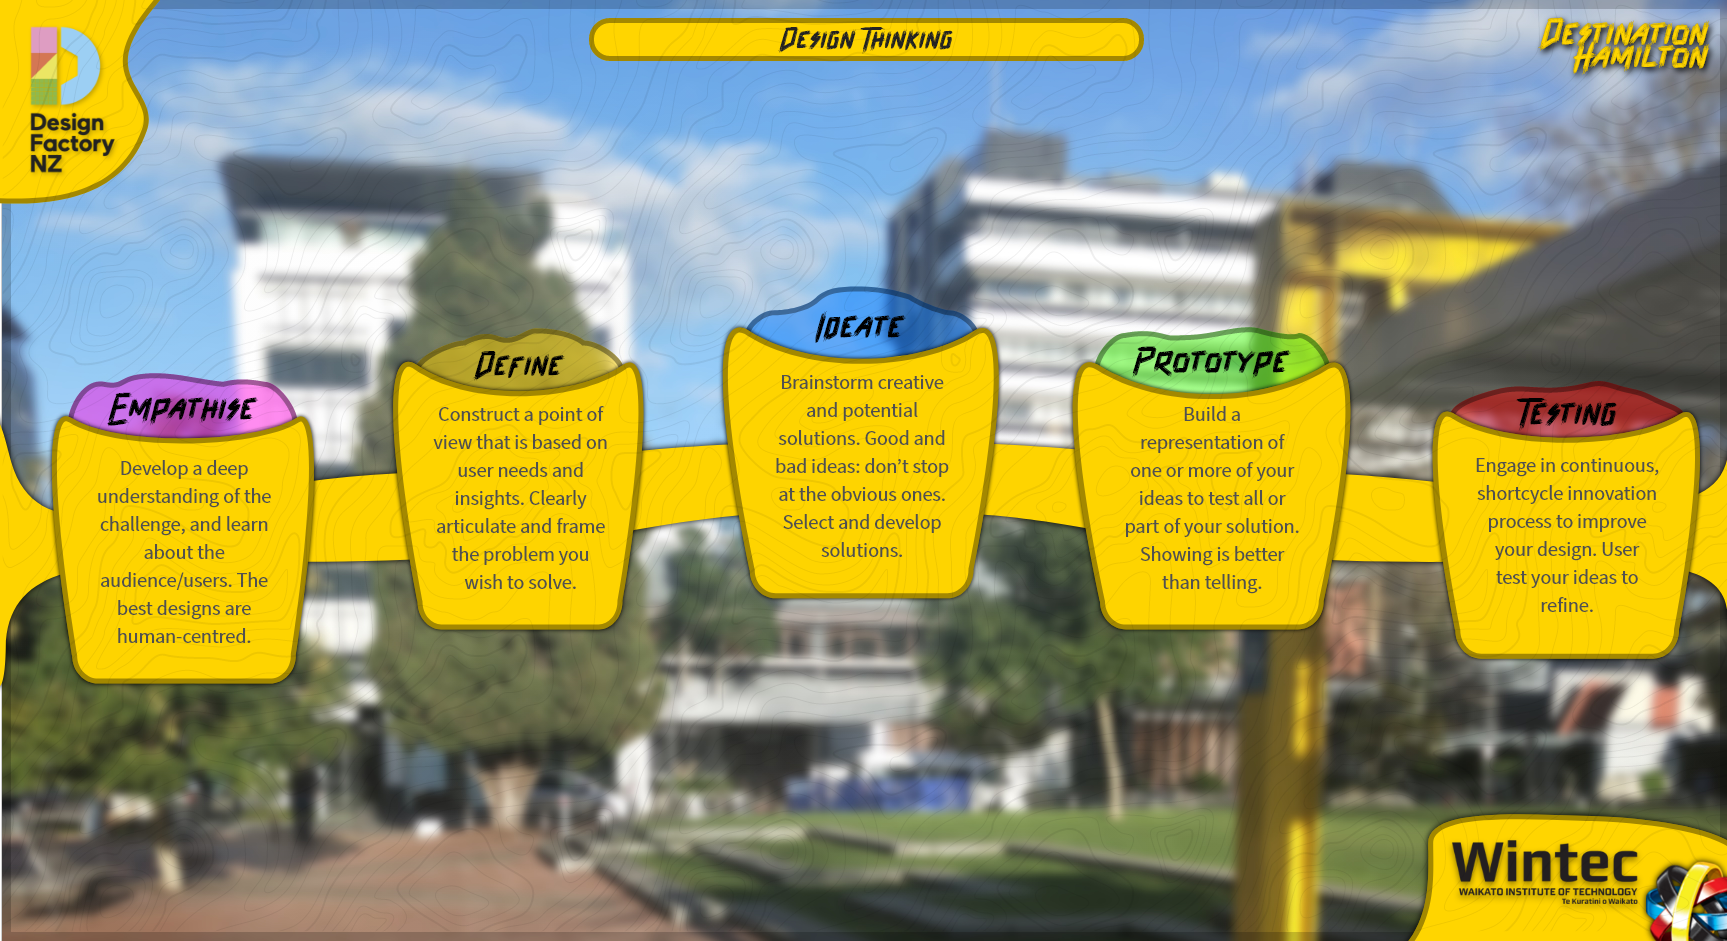 Design Factory NZ
Design Thinking
Destination Hamilton
Empathise
Develop a deep
understanding of the
challenge, and learn
about the
audience/users. The
best designs are
human-centred.
Define
Construct a point of
view that is based on
user needs and
insights. Clearly
articulate and frame
the problem you
wish to solve.
Ideate
Brainstorm creative
and potential
solutions. Good and
bad ideas: don't stop
at the obvious ones.
Select and develop
solutions.
Prototype
Build a
representation of
one or more of your
ideas to test all or
part of your solution.
Showing is better
than telling.
Testing
Engage in continuous,
shortcycle innovation
process to improve
your design. User
test your ideas to
refine.
Wintec
WAIKATO INSTITUTE OF TECHNOLOGY
Te Kuratini o Waikato